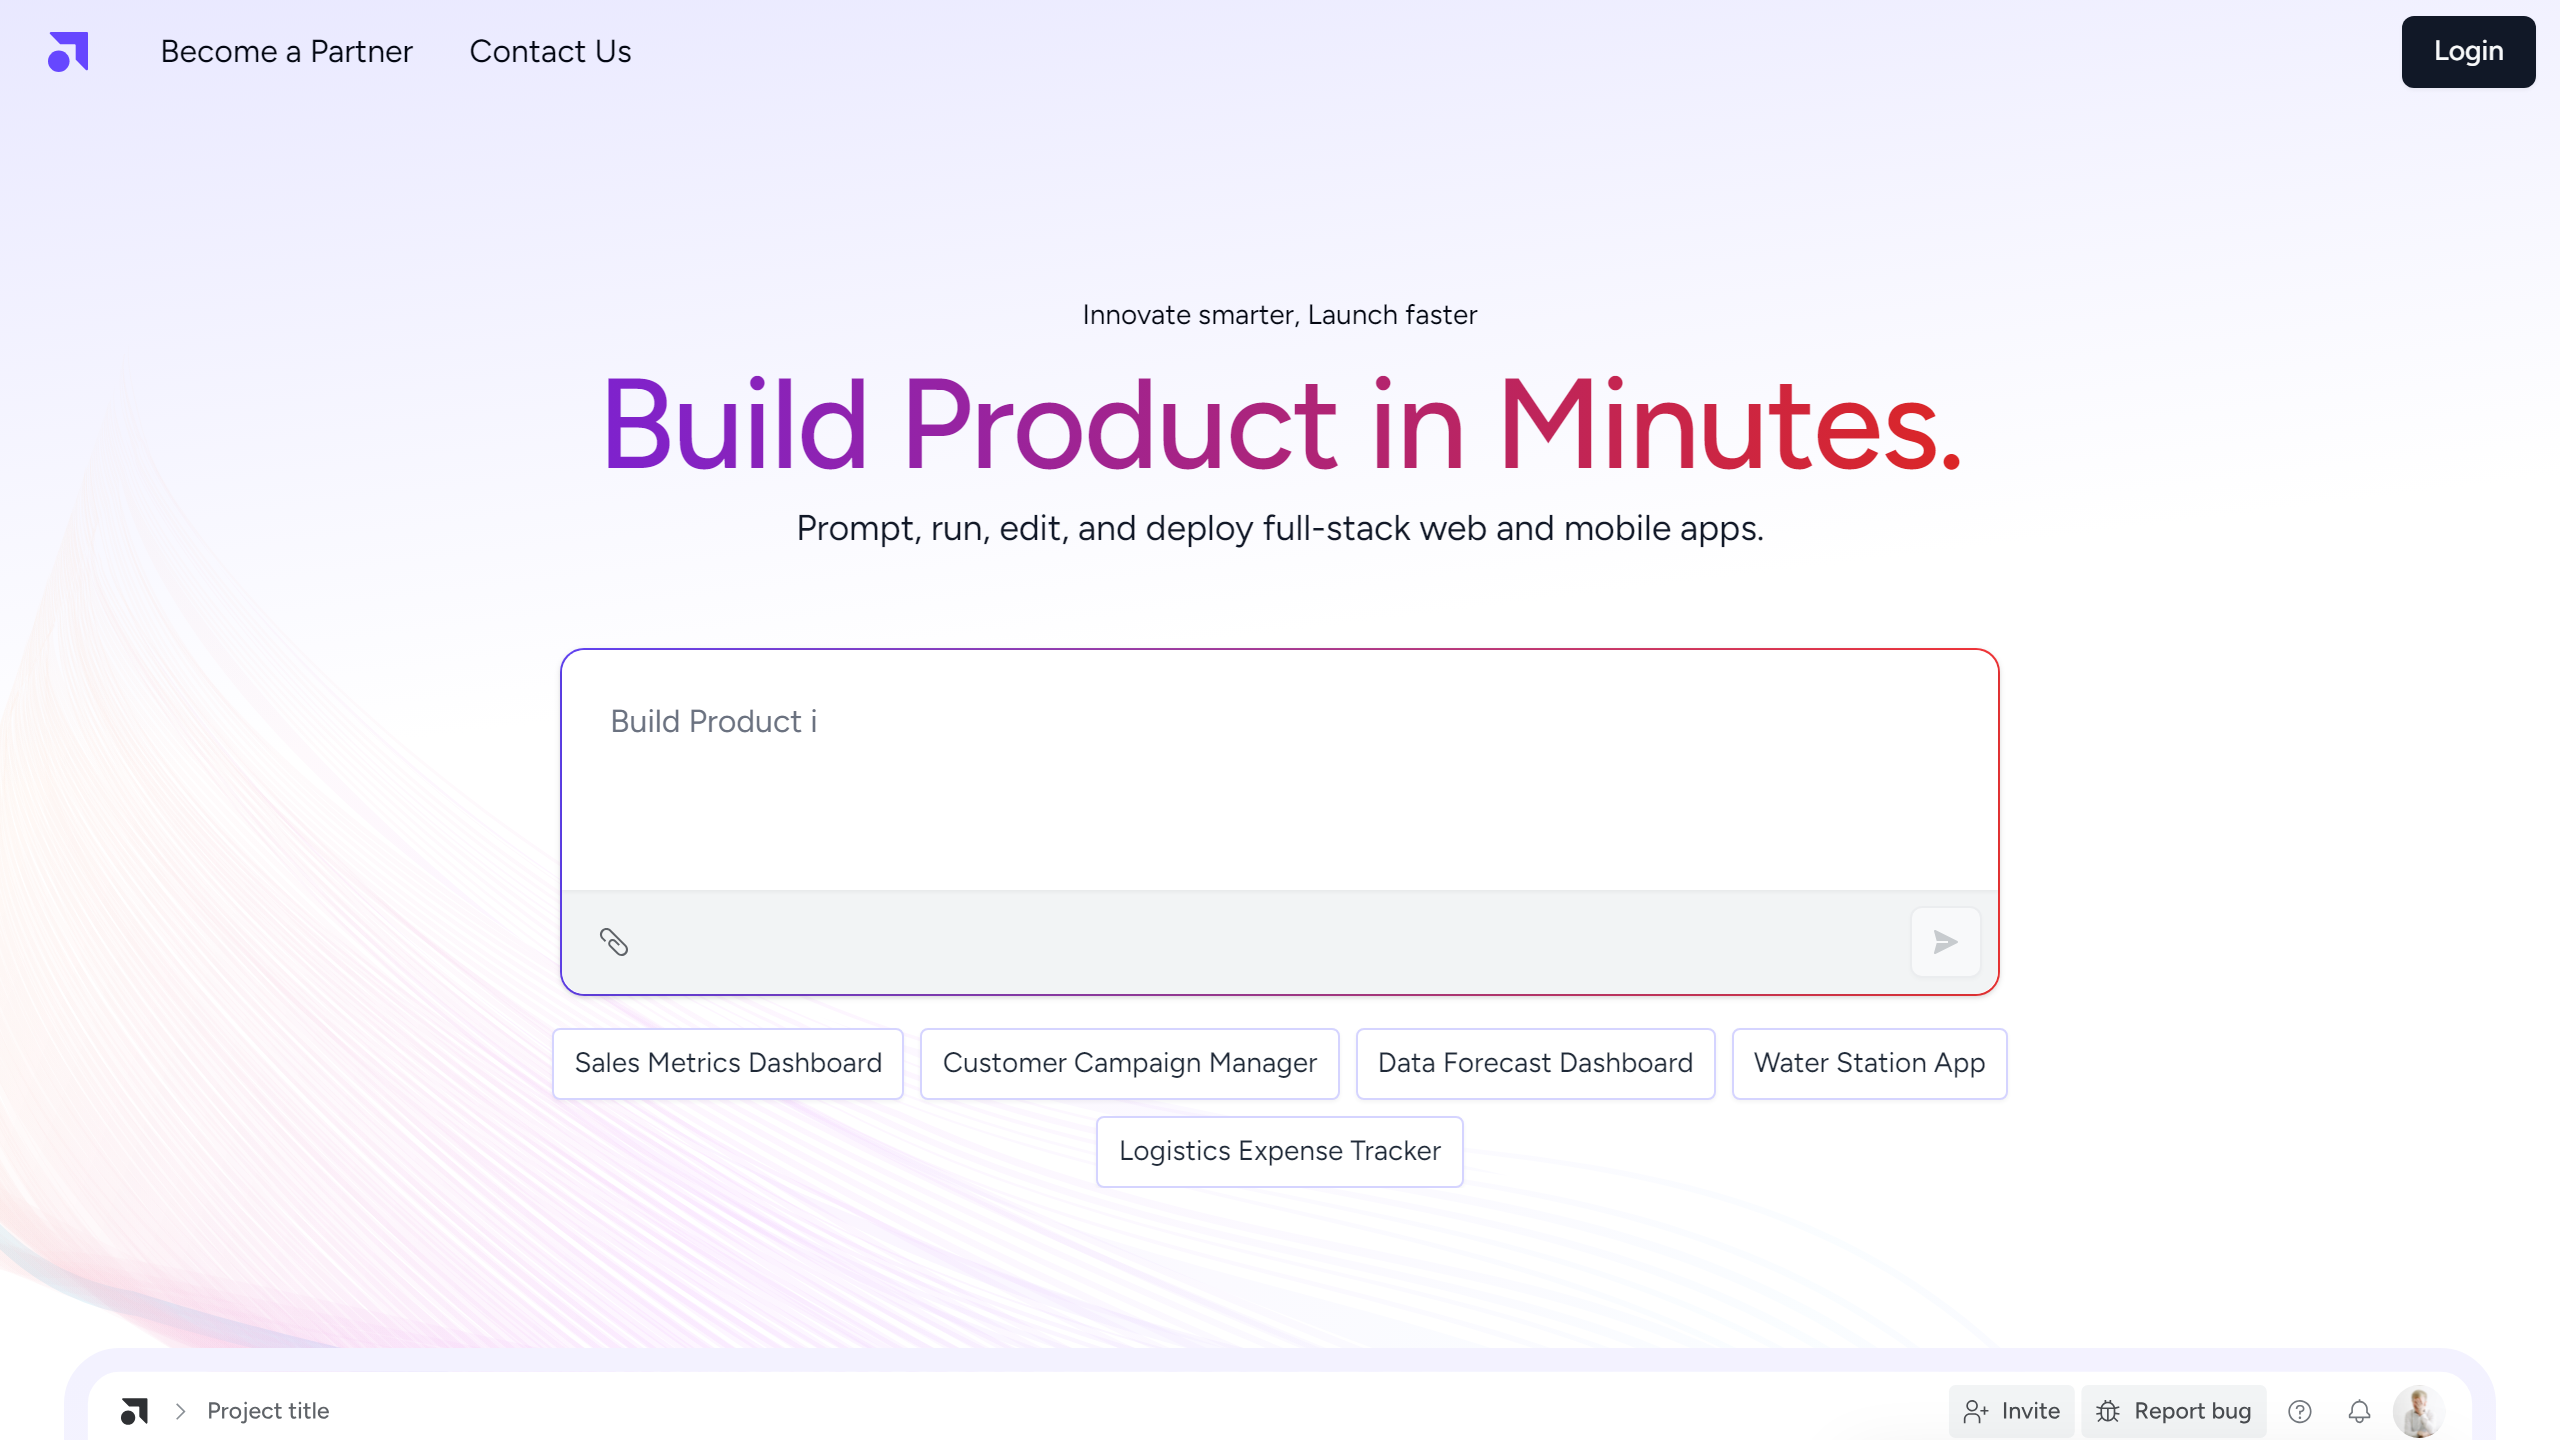 Become a Partner Contact Us Login
Innovate smarter, Launch faster
Build Product in Minutes.
Prompt, run, edit, and deploy full-stack web and mobile apps.
Build Product i
Sales Metrics Dashboard Customer Campaign Manager Data Forecast Dashboard Water Station App
Logistics Expense Tracker
Project title Invite Report bug